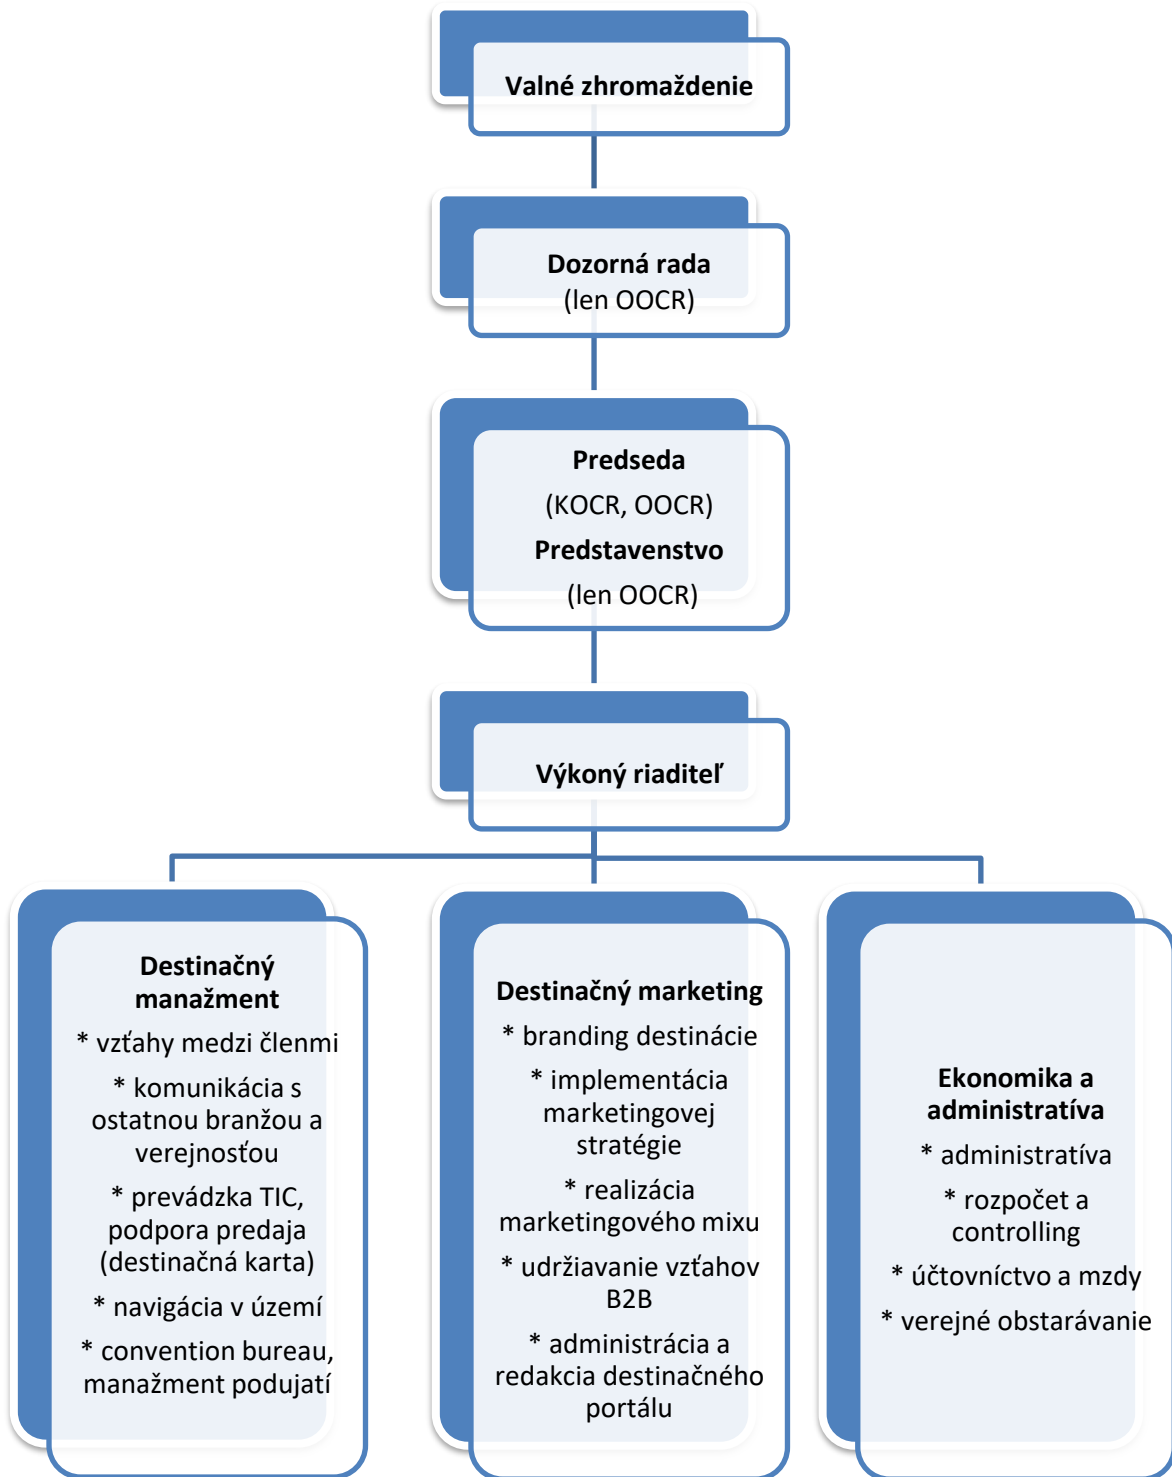 Valné zhromaždenie
Dozorná rada
(len OOCR)
Predseda
(KOCR, OOCR)
Predstavenstvo
(len OOCR)
Výkoný riaditeľ
Destinačný
manažment
* vzťahy medzi členmi
* komunikácia s
ostatnou branžou a
verejnosťou
* prevádzka TIC,
podpora predaja
(destinačná karta)
* navigácia v území
* convention bureau,
manažment podujatí
Destinačný marketing
* branding destinácie
* implementácia
marketingovej
stratégie
* realizácia
marketingového mixu
* udržiavanie vzťahov
B2B
* administrácia a
redakcia destinačného
portálu
Ekonomika a
administratíva
* administratíva
* rozpočet a
controlling
* účtovníctvo a mzdy
* verejné obstarávanie